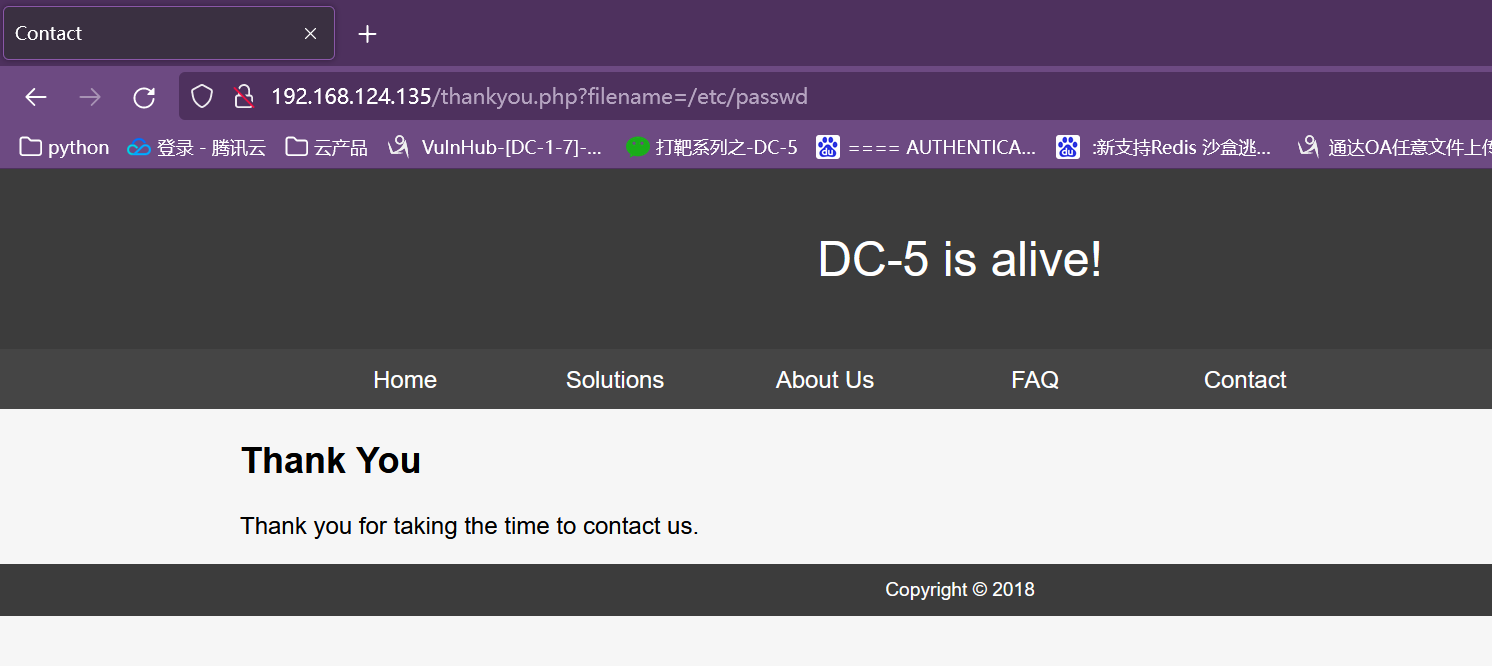 Contact
192.168.124.135/thankyou.php?filename=/etc/passwd
python 登录 - 腾讯云 云产品 VulnHub-[DC-1-7]-... 打靶系列之-DC-5 ==== AUTHENTICA... :新支持Redis 沙盒逃... 通达OA任意文件上传
DC-5 is alive!
Home Solutions About Us FAQ Contact
Thank You
Thank you for taking the time to contact us.
Copyright © 2018